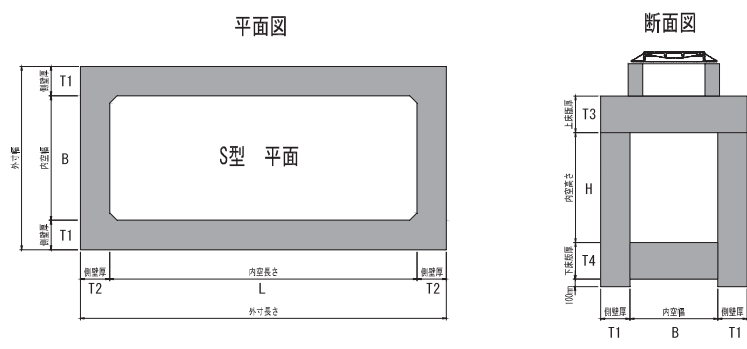 平面図
側壁厚 T1
外寸幅
内空幅 B
S型 平面
側壁厚 T1
側壁厚 内空長さ 側壁厚
T2 L T2
外寸長さ
断面図
上床版厚 T3
内空高さ H
下床版厚 T4
100mm
側壁厚 内空幅 側壁厚
T1 B T1